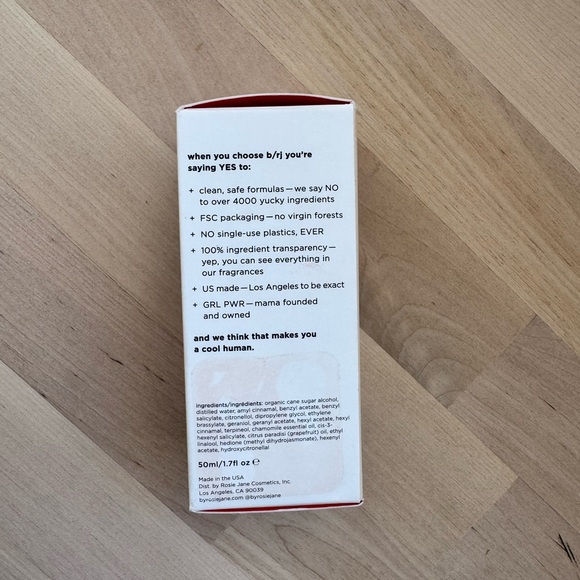 when you choose b/rj you're
saying YES to:
+ clean, safe formulas — we say NO
to over 4000 yucky ingredients
+ FSC packaging — no virgin forests
+ NO single-use plastics, EVER
+ 100% ingredient transparency —
yep, you can see everything in
our fragrances
+ US made — Los Angeles to be exact
+ GRL PWR — mama founded
and owned
and we think that makes you
a cool human.
ingredients/ingrédients: organic cane sugar alcohol,
distilled water, amyl cinnamal, benzyl acetate, benzyl
salicylate, citronellol, dipropylene glycol, ethylene
brassylate, geraniol, geranyl acetate, hexyl acetate, hexyl
cinnamal, terpineol, chamomile essential oil, cis-3-
hexenyl salicylate, citrus paradisi (grapefruit) oil, ethyl
linalool, hedione (methyl dihydrojasmonate), hexenyl
acetate, hydroxycitronellal
50ml/1.7fl oz ℮
Made in the USA
Dist. by Rosie Jane Cosmetics, Inc.
Los Angeles, CA 90039
byrosiejane.com @byrosiejane